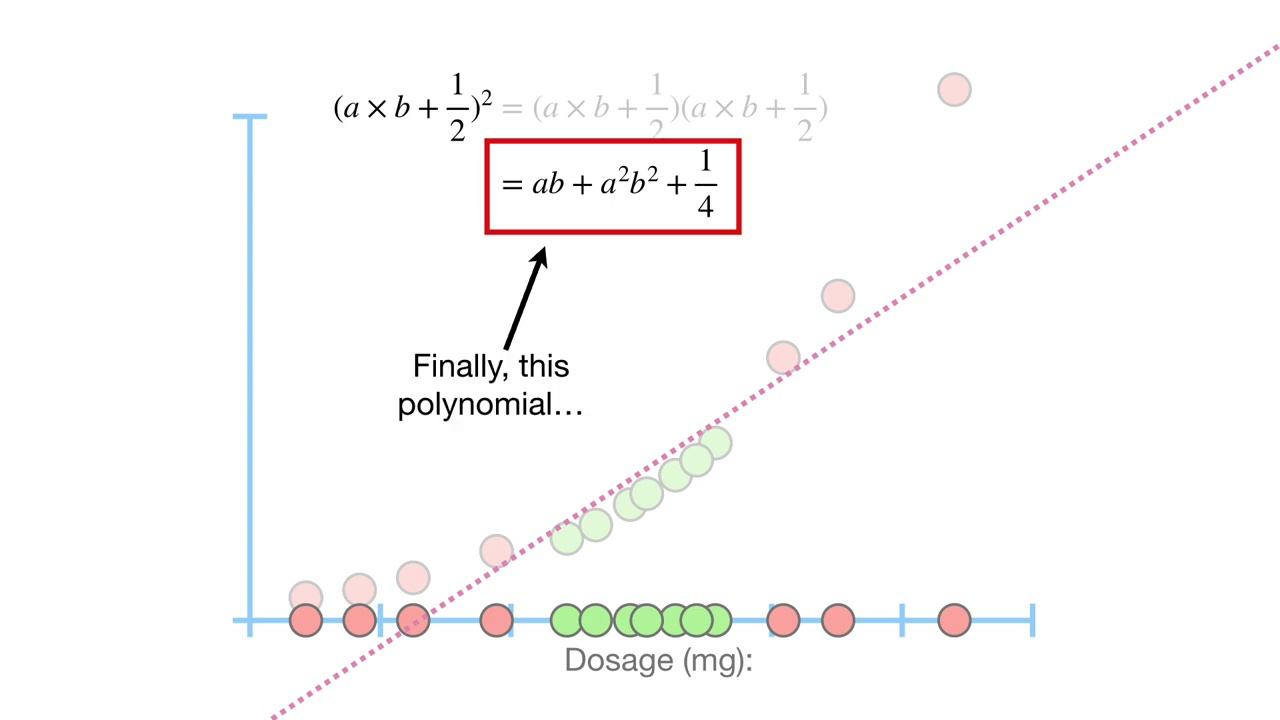 (a × b + 1/2)² = (a × b + 1/2)(a × b + 1/2)
= ab + a²b² + 1/4
Finally, this
polynomial…
Dosage (mg):